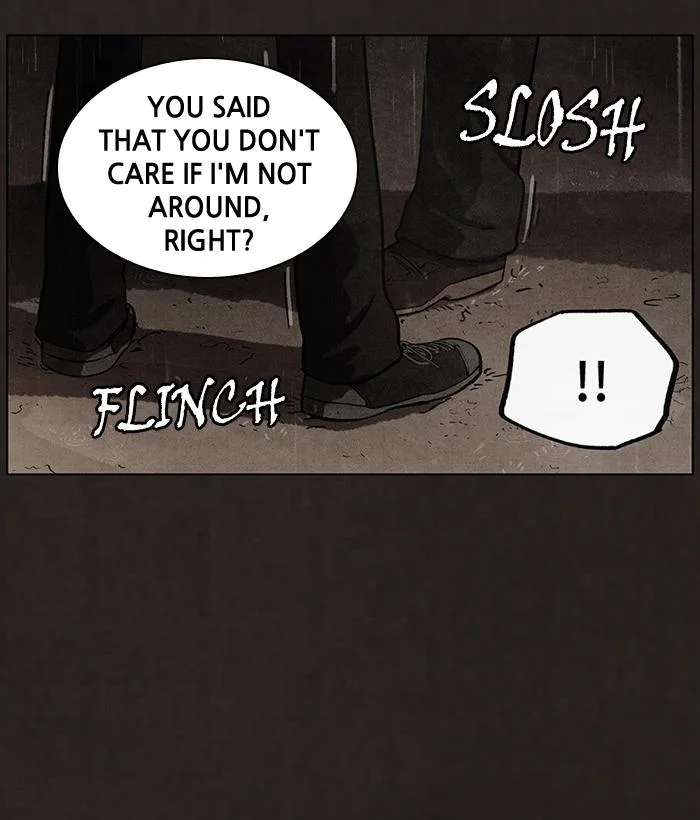 YOU SAID
THAT YOU DON'T
CARE IF I'M NOT
AROUND,
RIGHT?
SLOSH
!!
FLINCH